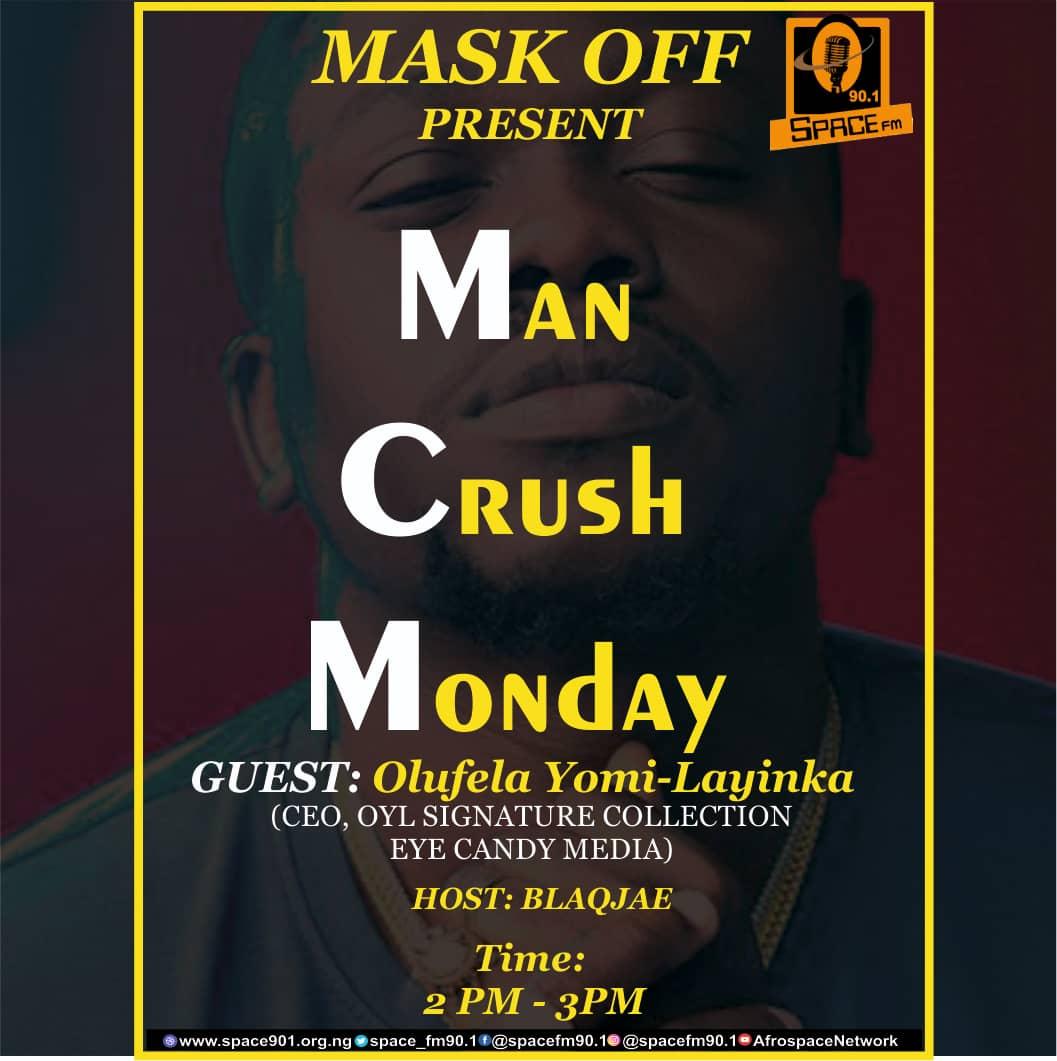 MASK OFF
PRESENT
90.1
SPACE FM
MAN
CRUSH
MONDAY
GUEST: Olufela Yomi-Layinka
(CEO, OYL SIGNATURE COLLECTION
EYE CANDY MEDIA)
HOST: BLAQJAE
Time:
2 PM - 3PM
www.space901.org.ng space_fm90.1 @spacefm90.1 @spacefm90.1 AfrospaceNetwork